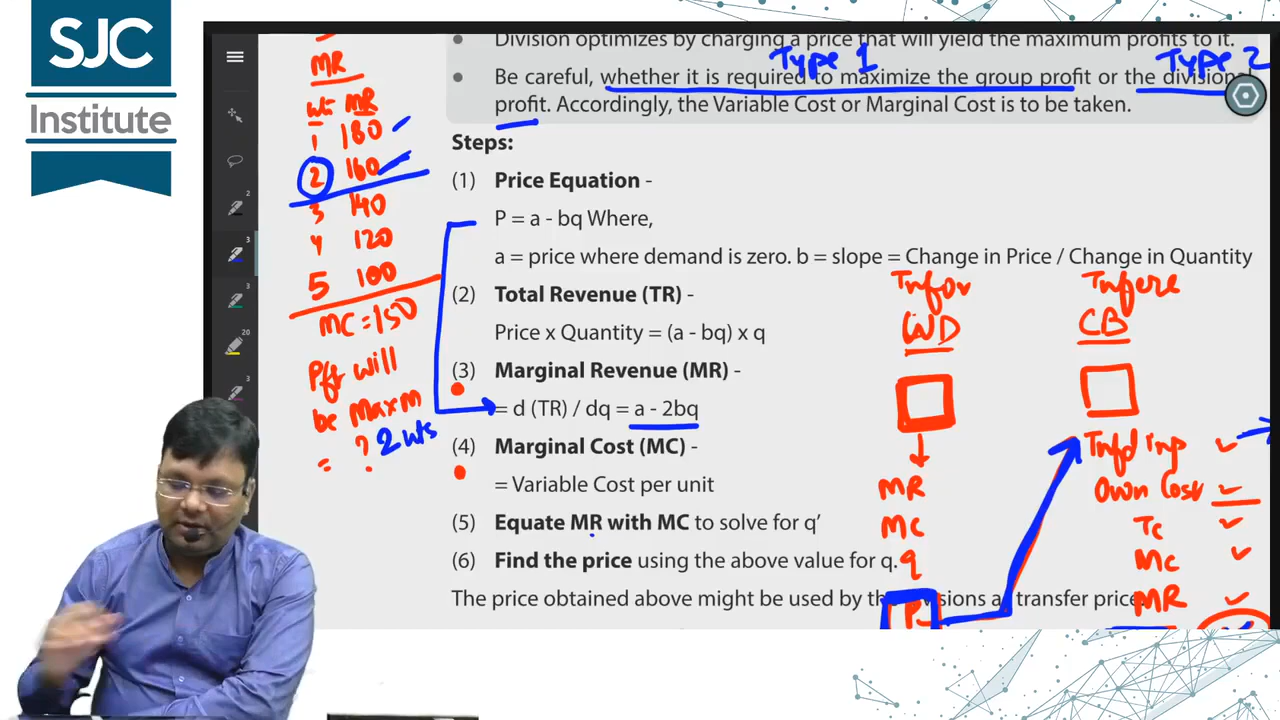 SJC
Institute
Division optimizes by charging a price that will yield the maximum profits to it.
Type 1
Type 2
Be careful, whether it is required to maximize the group profit or the divisional
profit. Accordingly, the Variable Cost or Marginal Cost is to be taken.
MR
MR
1 180
2 160
3 140
4 120
5 100
MC = 150
Pft will
be Maxm
= ? 2 uts
Steps:
(1) Price Equation -
P = a - bq Where,
a = price where demand is zero. b = slope = Change in Price / Change in Quantity
(2) Total Revenue (TR) -
Price x Quantity = (a - bq) x q
(3) Marginal Revenue (MR) -
= d (TR) / dq = a - 2bq
(4) Marginal Cost (MC) -
= Variable Cost per unit
(5) Equate MR with MC to solve for q'
(6) Find the price using the above value for q.
The price obtained above might be used by the divisions as transfer price.
Tnfor
WD
MR
MC
q
P
Tnferee
CB
Tnfd inp
Own Cost
TC
MC
MR